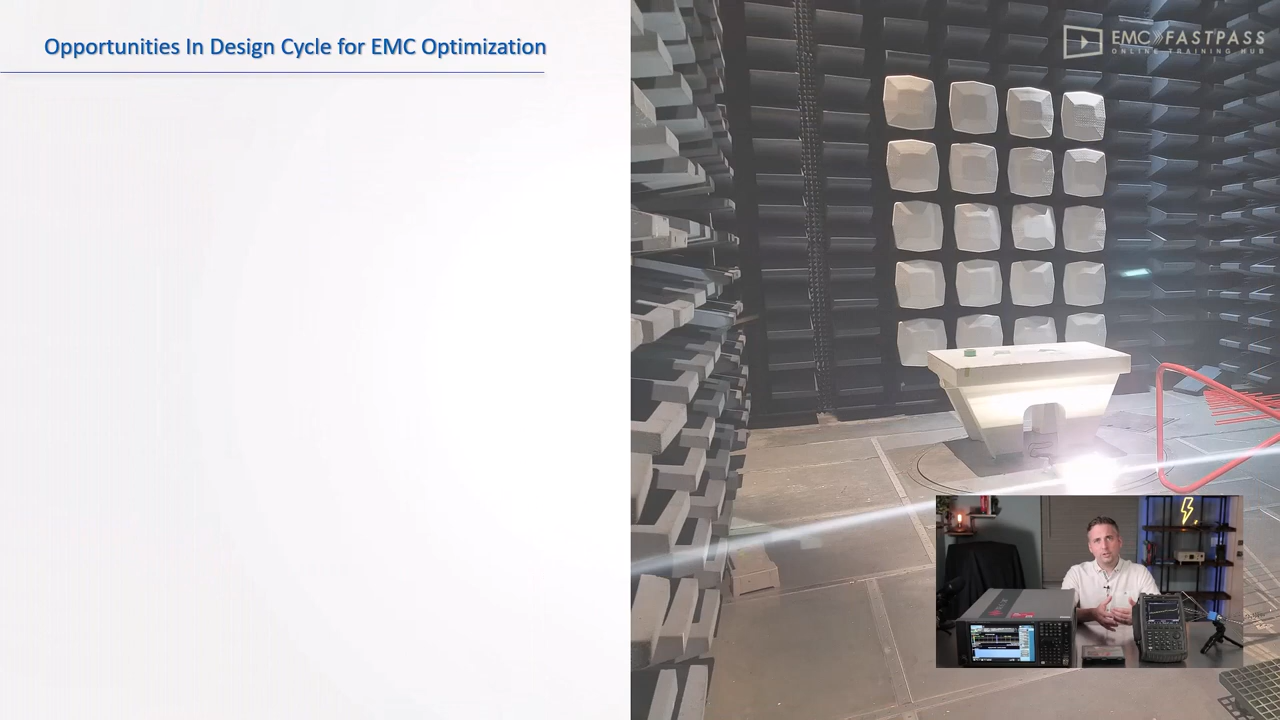 Opportunities In Design Cycle for EMC Optimization
EMC FASTPASS
ONLINE TRAINING HUB